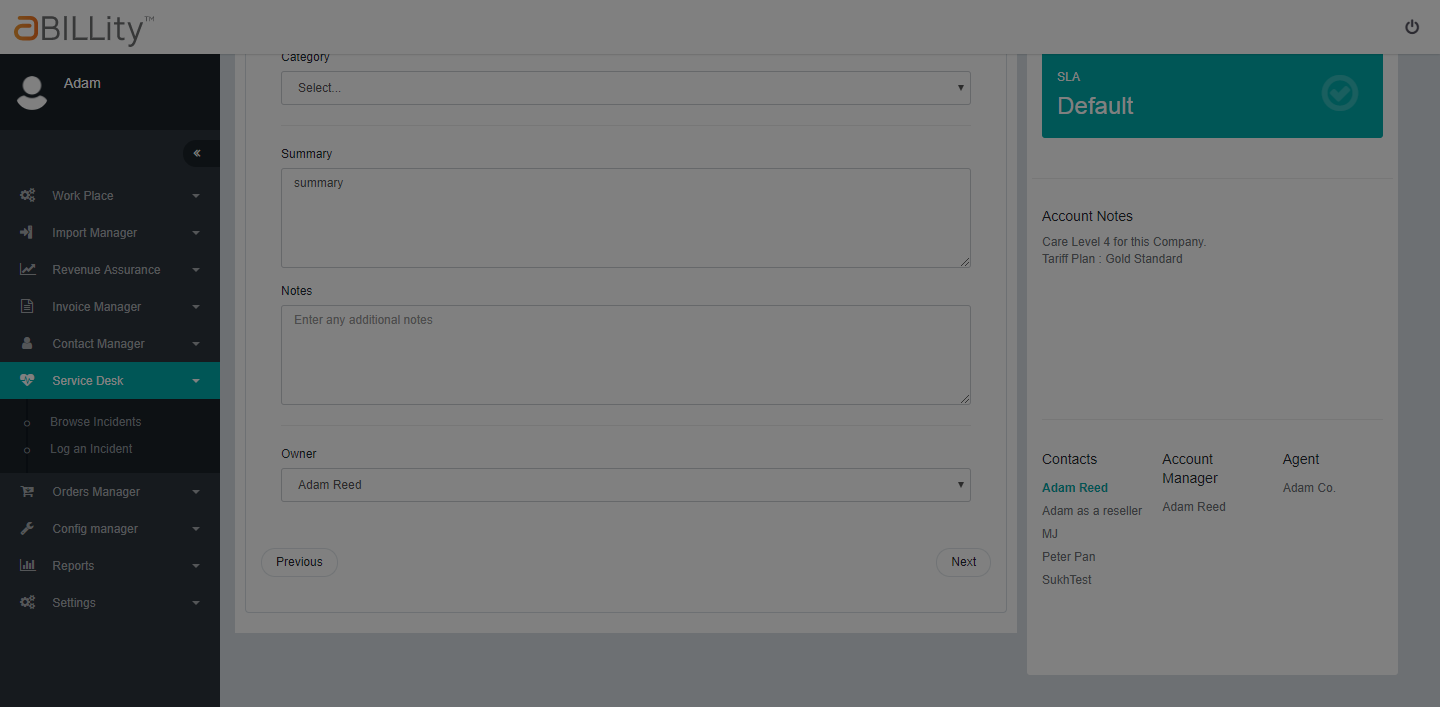 aBILLity™
Adam
Work Place
Import Manager
Revenue Assurance
Invoice Manager
Contact Manager
Service Desk
Browse Incidents
Log an Incident
Orders Manager
Config manager
Reports
Settings
Category
Select...
Summary
summary
Notes
Enter any additional notes
Owner
Adam Reed
Previous
Next
SLA
Default
Account Notes
Care Level 4 for this Company.
Tariff Plan : Gold Standard
Contacts
Adam Reed
Adam as a reseller
MJ
Peter Pan
SukhTest
Account
Manager
Adam Reed
Agent
Adam Co.